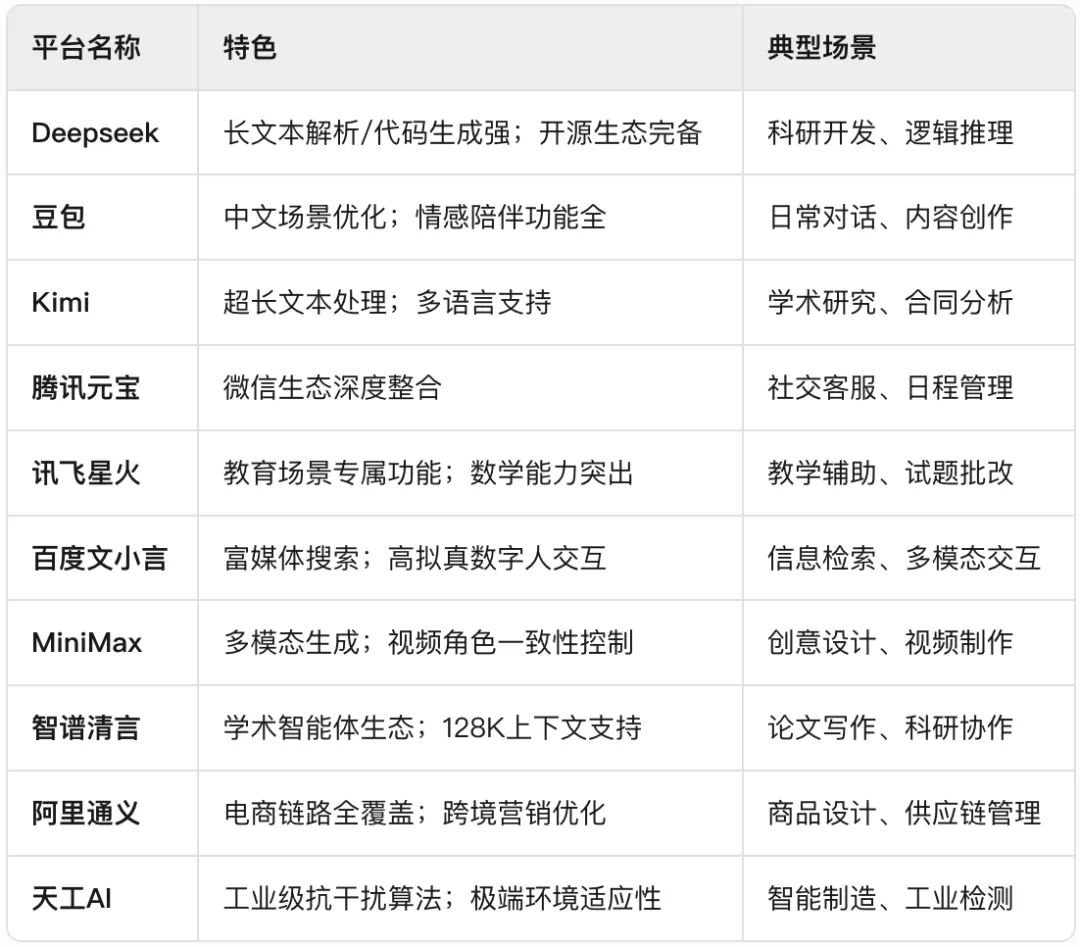 平台名称 特色 典型场景
Deepseek 长文本解析/代码生成强；开源生态完备 科研开发、逻辑推理
豆包 中文场景优化；情感陪伴功能全 日常对话、内容创作
Kimi 超长文本处理；多语言支持 学术研究、合同分析
腾讯元宝 微信生态深度整合 社交客服、日程管理
讯飞星火 教育场景专属功能；数学能力突出 教学辅助、试题批改
百度文小言 富媒体搜索；高拟真数字人交互 信息检索、多模态交互
MiniMax 多模态生成；视频角色一致性控制 创意设计、视频制作
智谱清言 学术智能体生态；128K上下文支持 论文写作、科研协作
阿里通义 电商链路全覆盖；跨境营销优化 商品设计、供应链管理
天工AI 工业级抗干扰算法；极端环境适应性 智能制造、工业检测